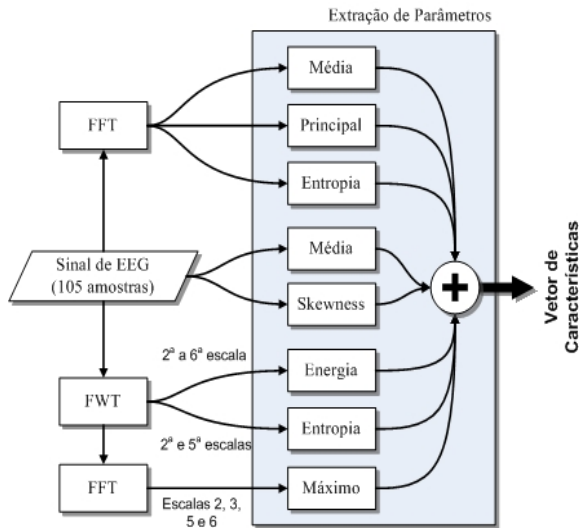 Extração de Parâmetros
Média
FFT
Principal
Entropia
Sinal de EEG
(105 amostras)
Média
Skewness
Vetor de
Características
2ª a 6ª escala
Energia
FWT
2ª e 5ª escalas
Entropia
FFT
Escalas 2, 3,
5 e 6
Máximo